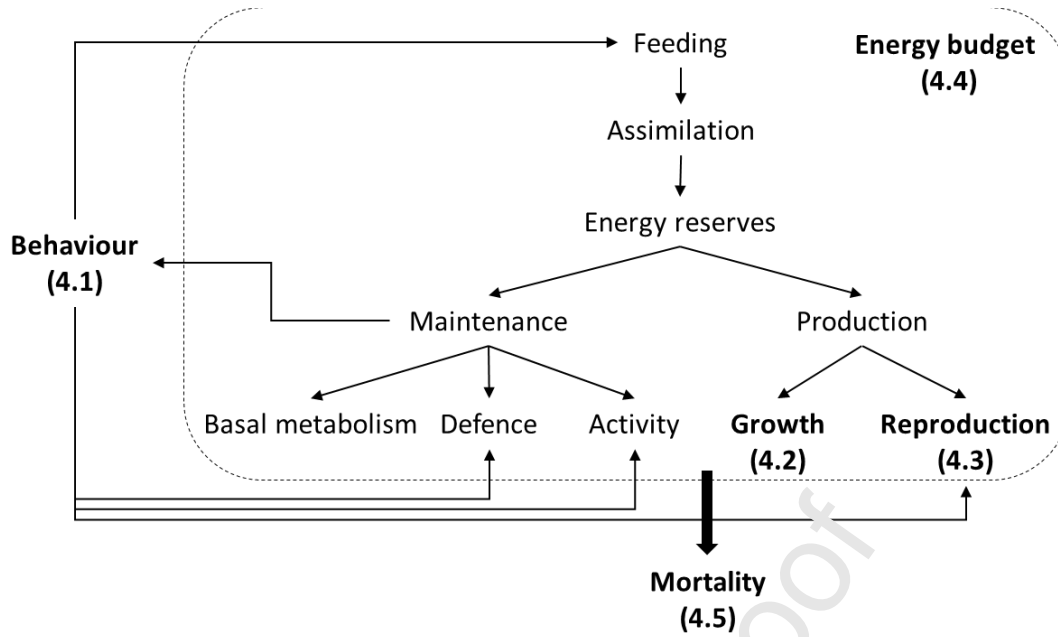 Feeding
Energy budget
(4.4)
Assimilation
Energy reserves
Behaviour
(4.1)
Maintenance
Production
Basal metabolism
Defence
Activity
Growth
(4.2)
Reproduction
(4.3)
Mortality
(4.5)
oof